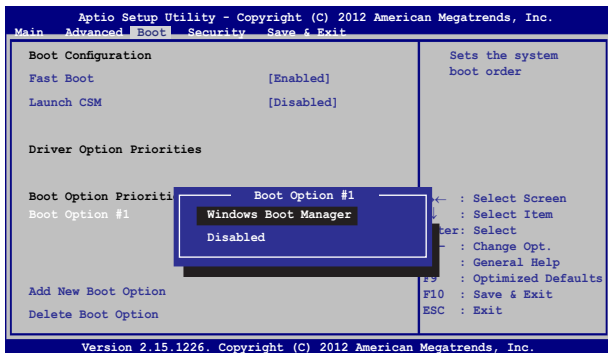 Aptio Setup Utility - Copyright (C) 2012 American Megatrends, Inc.
Main Advanced Boot Security Save & Exit
Boot Configuration
Fast Boot [Enabled]
Launch CSM [Disabled]
Driver Option Priorities
Boot Option Prioriti
Boot Option #1
Add New Boot Option
Delete Boot Option
Boot Option #1
Windows Boot Manager
Disabled
Sets the system
boot order
→← : Select Screen
: Select Item
ter: Select
– : Change Opt.
: General Help
F9 : Optimized Defaults
F10 : Save & Exit
ESC : Exit
Version 2.15.1226. Copyright (C) 2012 American Megatrends, Inc.